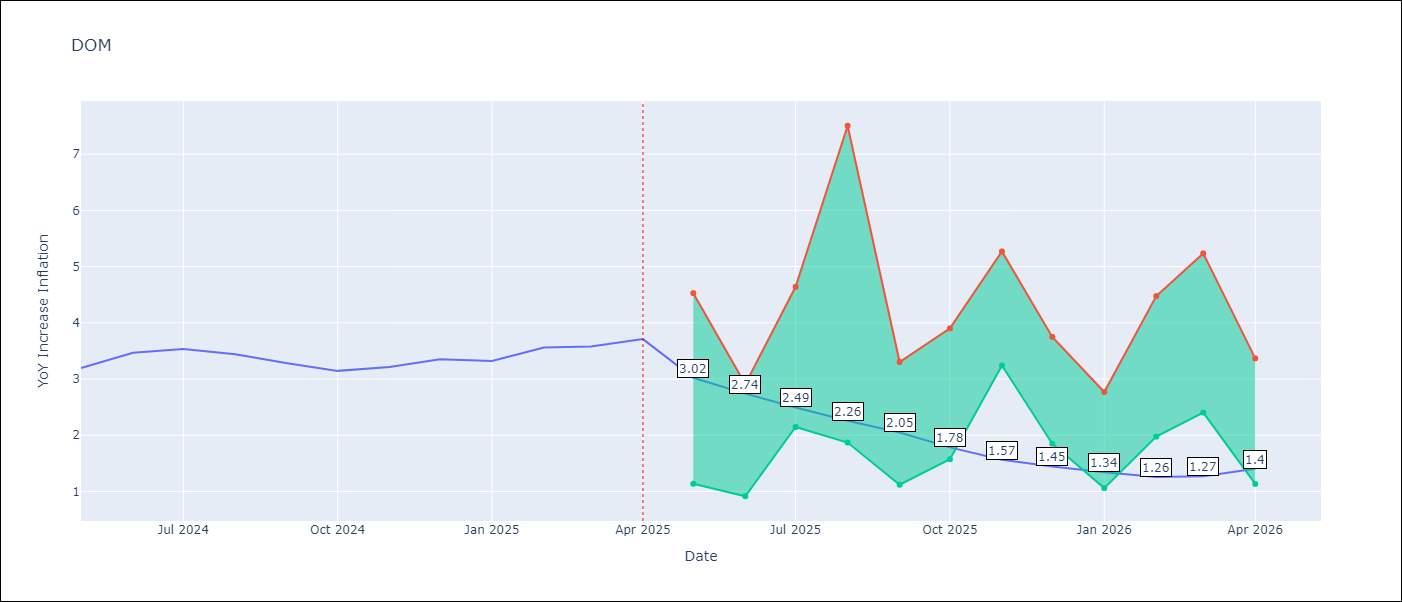 DOM
YoY Increase Inflation
7
6
5
4
3
2
1
3.02
2.74
2.49
2.26
2.05
1.78
1.57
1.45
1.34
1.26
1.27
1.4
Jul 2024
Oct 2024
Jan 2025
Apr 2025
Jul 2025
Oct 2025
Jan 2026
Apr 2026
Date